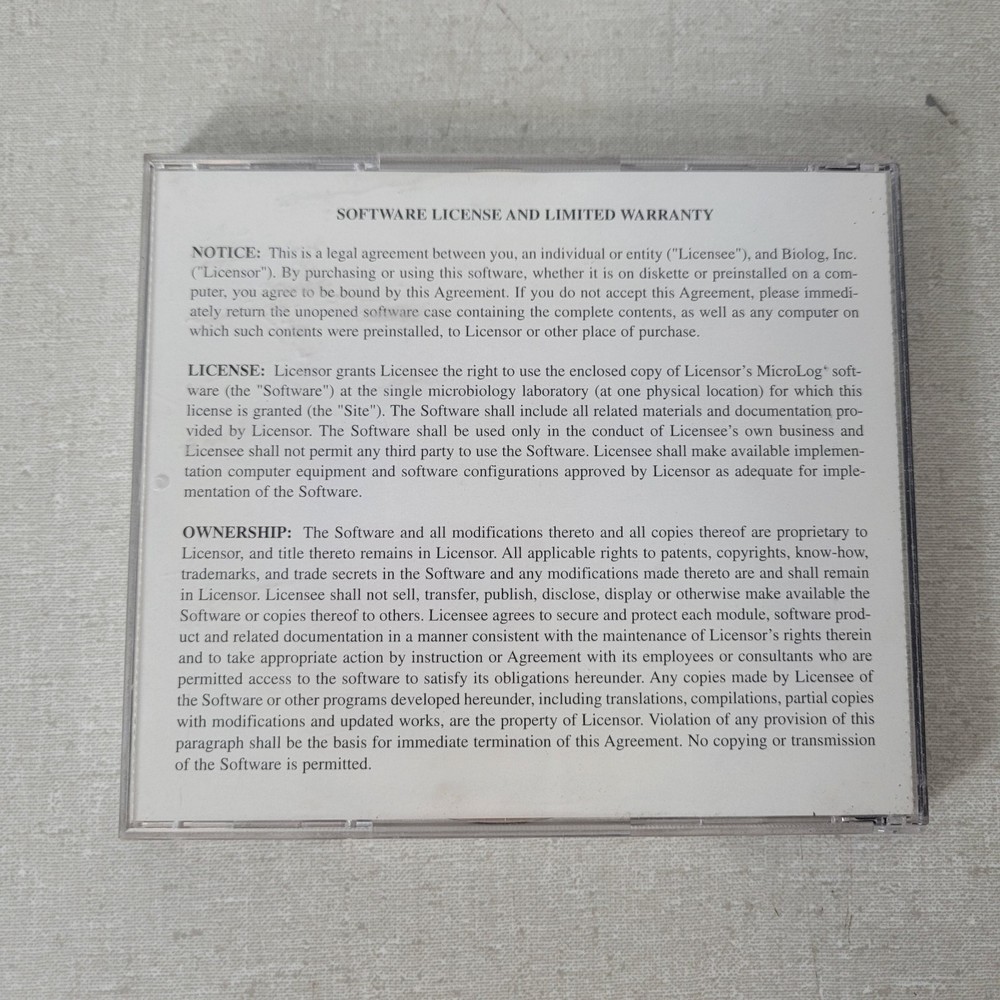 SOFTWARE LICENSE AND LIMITED WARRANTY
NOTICE: This is a legal agreement between you, an individual or entity ("Licensee"), and Biolog, Inc.
("Licensor"). By purchasing or using this software, whether it is on diskette or preinstalled on a com-
puter, you agree to be bound by this Agreement. If you do not accept this Agreement, please immedi-
ately return the unopened software case containing the complete contents, as well as any computer on
which such contents were preinstalled, to Licensor or other place of purchase.
LICENSE: Licensor grants Licensee the right to use the enclosed copy of Licensor's MicroLog® soft-
ware (the "Software") at the single microbiology laboratory (at one physical location) for which this
license is granted (the "Site"). The Software shall include all related materials and documentation pro-
vided by Licensor. The Software shall be used only in the conduct of Licensee's own business and
Licensee shall not permit any third party to use the Software. Licensee shall make available implemen-
tation computer equipment and software configurations approved by Licensor as adequate for imple-
mentation of the Software.
OWNERSHIP: The Software and all modifications thereto and all copies thereof are proprietary to
Licensor, and title thereto remains in Licensor. All applicable rights to patents, copyrights, know-how,
trademarks, and trade secrets in the Software and any modifications made thereto are and shall remain
in Licensor. Licensee shall not sell, transfer, publish, disclose, display or otherwise make available the
Software or copies thereof to others. Licensee agrees to secure and protect each module, software prod-
uct and related documentation in a manner consistent with the maintenance of Licensor's rights therein
and to take appropriate action by instruction or Agreement with its employees or consultants who are
permitted access to the software to satisfy its obligations hereunder. Any copies made by Licensee of
the Software or other programs developed hereunder, including translations, compilations, partial copies
with modifications and updated works, are the property of Licensor. Violation of any provision of this
paragraph shall be the basis for immediate termination of this Agreement. No copying or transmission
of the Software is permitted.